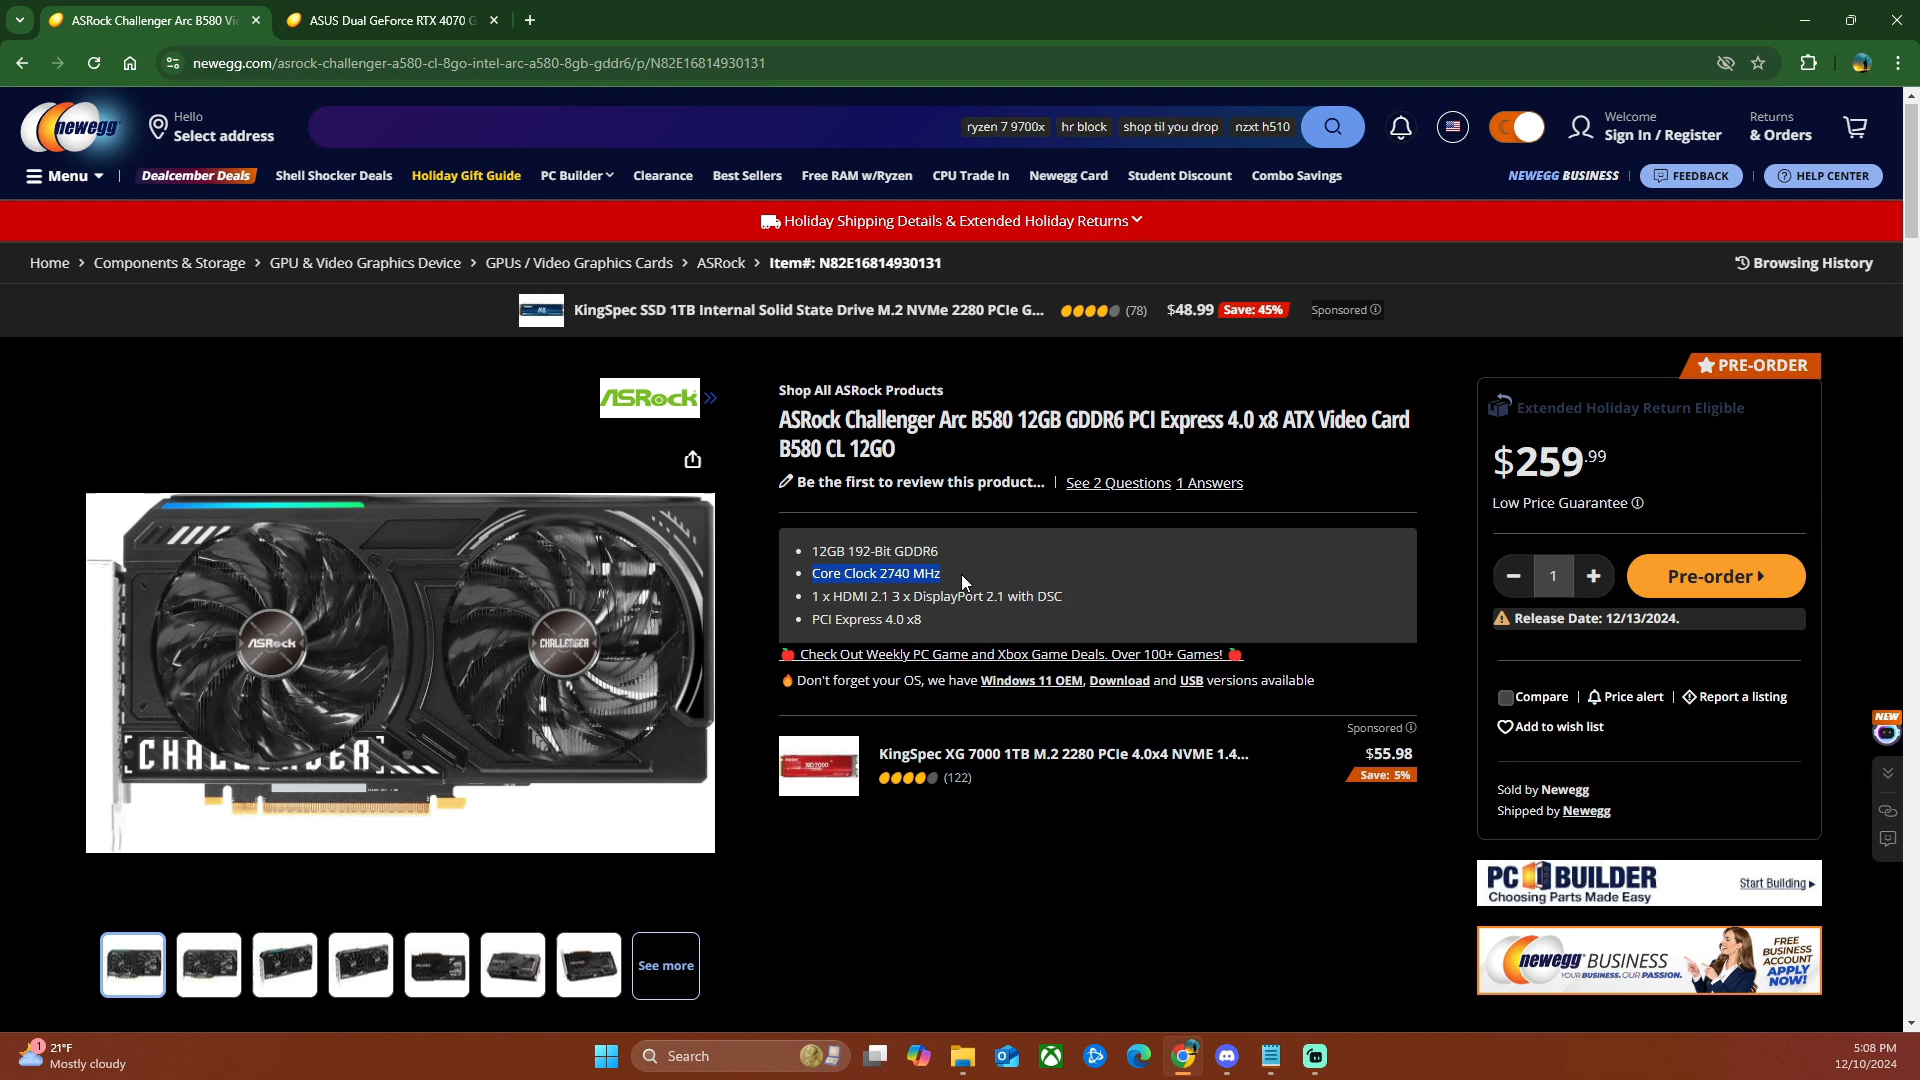 ASRock Challenger Arc B580 Vi
ASUS Dual GeForce RTX 4070 G
newegg.com/asrock-challenger-a580-cl-8go-intel-arc-a580-8gb-gddr6/p/N82E16814930131
newegg
Hello
Select address
ryzen 7 9700x
hr block
shop til you drop
nzxt h510
Welcome
Sign In / Register
Returns
& Orders
Menu
Dealcember Deals
Shell Shocker Deals
Holiday Gift Guide
PC Builder
Clearance
Best Sellers
Free RAM w/Ryzen
CPU Trade In
Newegg Card
Student Discount
Combo Savings
NEWEGG BUSINESS
FEEDBACK
HELP CENTER
Holiday Shipping Details & Extended Holiday Returns
Home > Components & Storage > GPU & Video Graphics Device > GPUs / Video Graphics Cards > ASRock > Item#: N82E16814930131
Browsing History
KingSpec SSD 1TB Internal Solid State Drive M.2 NVMe 2280 PCIe G... (78) $48.99 Save: 45% Sponsored
PRE-ORDER
ASRock
Shop All ASRock Products
ASRock Challenger Arc B580 12GB GDDR6 PCI Express 4.0 x8 ATX Video Card
B580 CL 12GO
Be the first to review this product... | See 2 Questions 1 Answers
• 12GB 192-Bit GDDR6
• Core Clock 2740 MHz
• 1 x HDMI 2.1 3 x DisplayPort 2.1 with DSC
• PCI Express 4.0 x8
Check Out Weekly PC Game and Xbox Game Deals. Over 100+ Games!
Don't forget your OS, we have Windows 11 OEM, Download and USB versions available
Sponsored
KingSpec XG 7000 1TB M.2 2280 PCIe 4.0x4 NVME 1.4...
(122)
$55.98
Save: 5%
ASRock
CHALLENGER
CHALLENGER
See more
Extended Holiday Return Eligible
$259.99
Low Price Guarantee
− 1 +
Pre-order
Release Date: 12/13/2024.
Compare | Price alert | Report a listing
Add to wish list
Sold by Newegg
Shipped by Newegg
NEW
PC BUILDER
Choosing Parts Made Easy
Start Building
newegg BUSINESS
YOUR BUSINESS. OUR PASSION.
FREE
BUSINESS
ACCOUNT
APPLY
NOW!
1
21°F
Mostly cloudy
Search
5:08 PM
12/10/2024